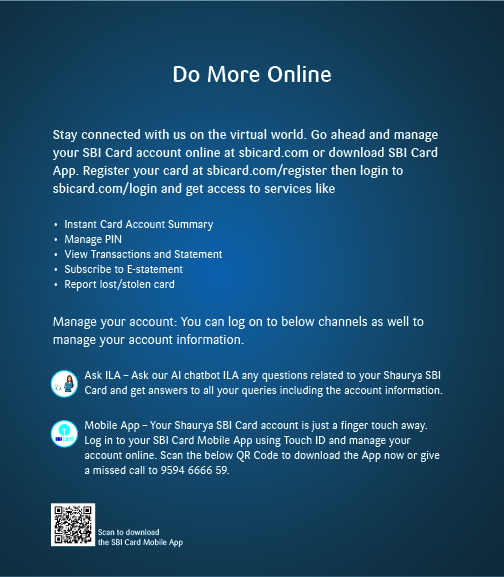 Do More Online
Stay connected with us on the virtual world. Go ahead and manage
your SBI Card account online at sbicard.com or download SBI Card
App. Register your card at sbicard.com/register then login to
sbicard.com/login and get access to services like
• Instant Card Account Summary
• Manage PIN
• View Transactions and Statement
• Subscribe to E-statement
• Report lost/stolen card
Manage your account: You can log on to below channels as well to
manage your account information.
ILA
Ask ILA – Ask our AI chatbot ILA any questions related to your Shaurya SBI
Card and get answers to all your queries including the account information.
SBI card
Mobile App – Your Shaurya SBI Card account is just a finger touch away.
Log in to your SBI Card Mobile App using Touch ID and manage your
account online. Scan the below QR Code to download the App now or give
a missed call to 9594 6666 59.
Scan to download
the SBI Card Mobile App